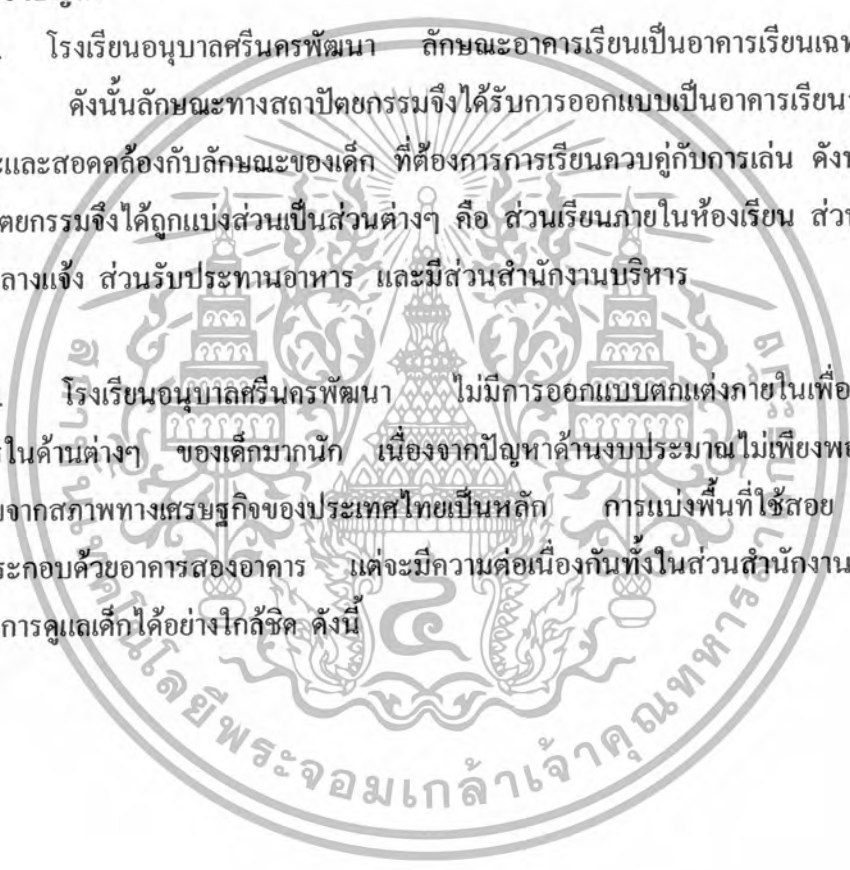 . โรงเรียนอนุบาลศรีนครพัฒนา ลักษณะอาคารเรียนเป็นอาคารเรียนเฉพ
ดังนั้นลักษณะทางสถาปัตยกรรมจึงได้รับการออกแบบเป็นอาคารเรียน
ะและสอดคล้องกับลักษณะของเด็ก ที่ต้องการการเรียนควบคู่กับการเล่น ดัง
ตยกรรมจึงได้ถูกแบ่งส่วนเป็นส่วนต่างๆ คือ ส่วนเรียนภายในห้องเรียน ส่ว
ลางแจ้ง ส่วนรับประทานอาหาร และมีส่วนสำนักงานบริหาร
. โรงเรียนอนุบาลศรีนครพัฒนา ไม่มีการออกแบบตกแต่งภายในเพื่อ
รในด้านต่างๆ ของเด็กมากนัก เนื่องจากปัญหาด้านงบประมาณไม่เพียงพอ
จากสภาพทางเศรษฐกิจของประเทศไทยเป็นหลัก การแบ่งพื้นที่ใช้สอย
ระกอบด้วยอาคารสองอาคาร แต่จะมีความต่อเนื่องกันทั้งในส่วนสำนักงาน
การดูแลเด็กได้อย่างใกล้ชิด ดังนี้
สถาบันเทคโนโลยีพระจอมเกล้าเจ้าคุณทหารลาดกระบัง
๔